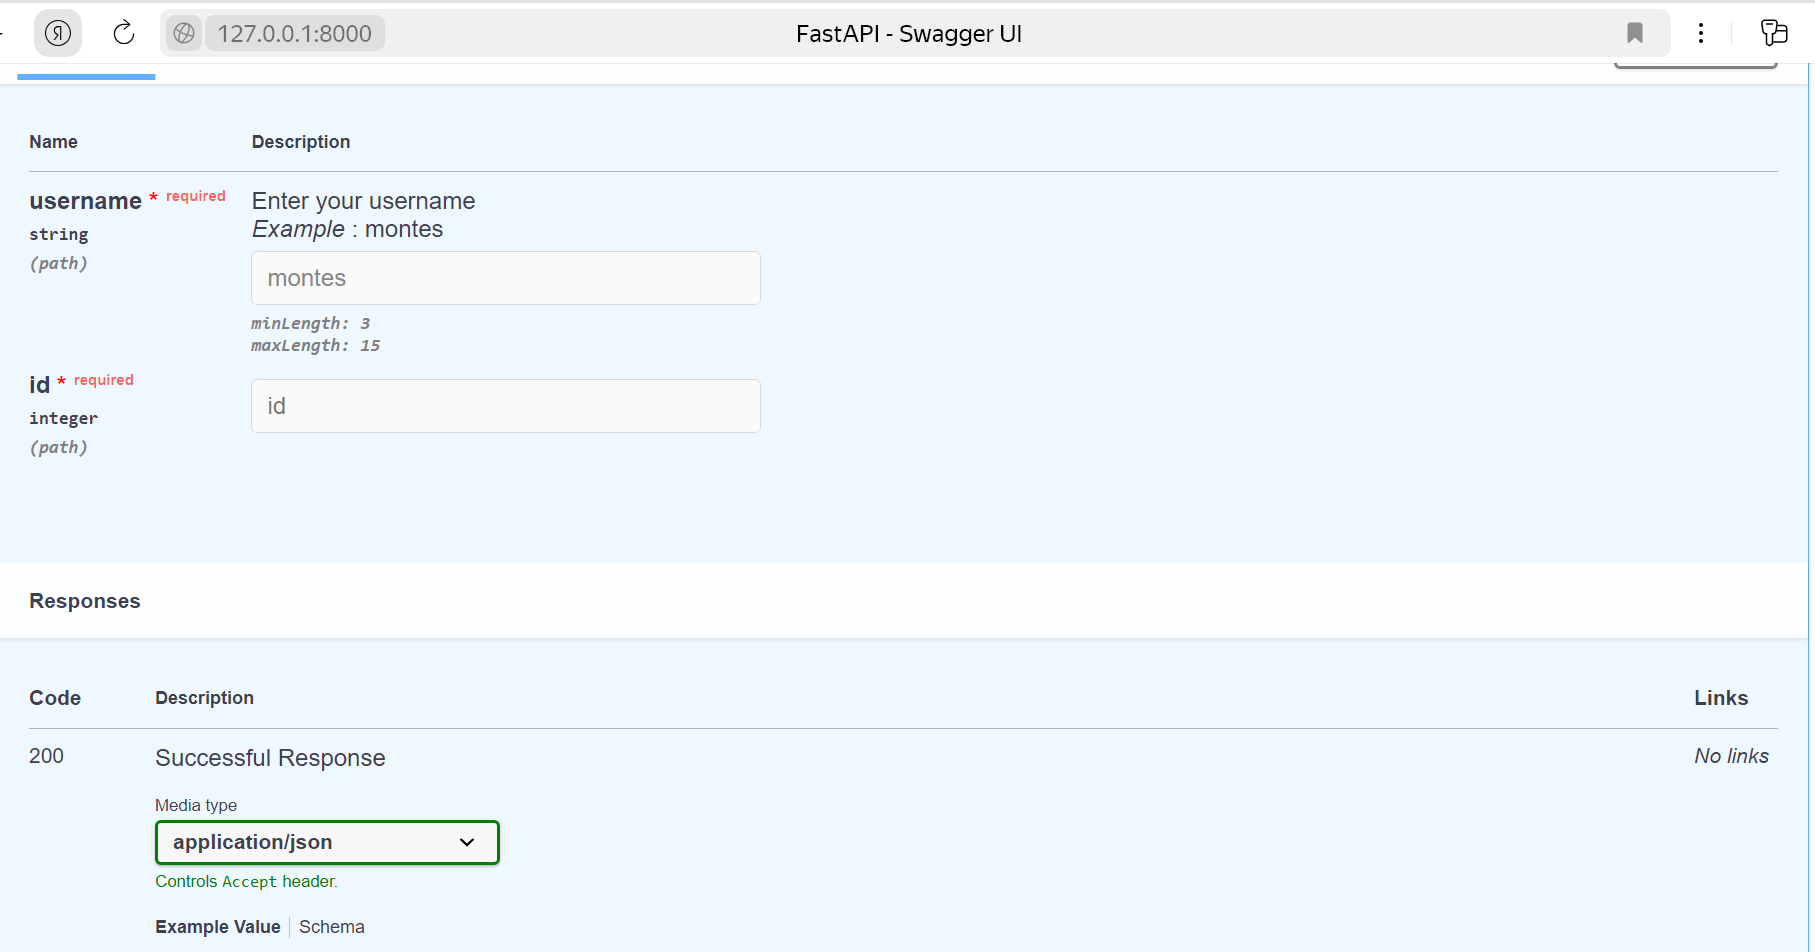 Я 127.0.0.1:8000 FastAPI - Swagger UI
Name Description
username * required Enter your username
Example : montes
string
(path)
montes
minLength: 3
maxLength: 15
id * required
integer
(path)
id
Responses
Code Description Links
200 Successful Response No links
Media type
application/json
Controls Accept header.
Example Value Schema